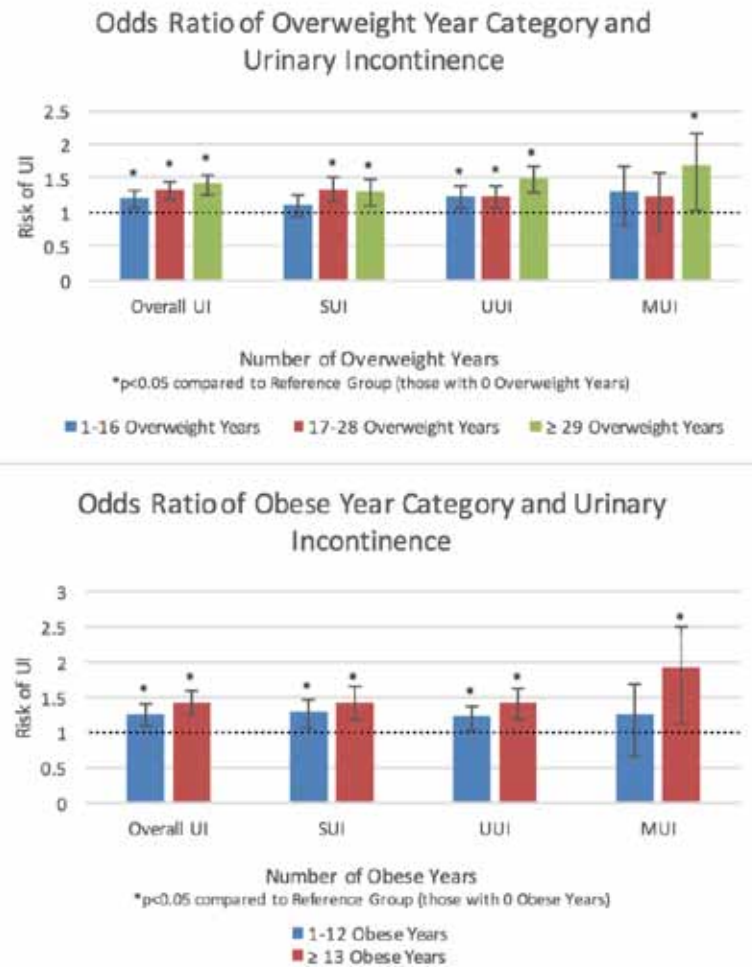 Odds Ratio of Overweight Year Category and
Urinary Incontinence
2.5
2
1.5
1
0.5
0
Risk of UI
*
*
*
*
*
*
*
*
*
Overall UI SUI UUI MUI
Number of Overweight Years
*p<0.05 compared to Reference Group (those with 0 Overweight Years)
1-16 Overweight Years 17-28 Overweight Years ≥ 29 Overweight Years
Odds Ratio of Obese Year Category and Urinary
Incontinence
3
2.5
2
1.5
1
0.5
0
Risk of UI
*
*
*
*
*
*
*
Overall UI SUI UUI MUI
Number of Obese Years
*p<0.05 compared to Reference Group (those with 0 Obese Years)
1-12 Obese Years
≥ 13 Obese Years